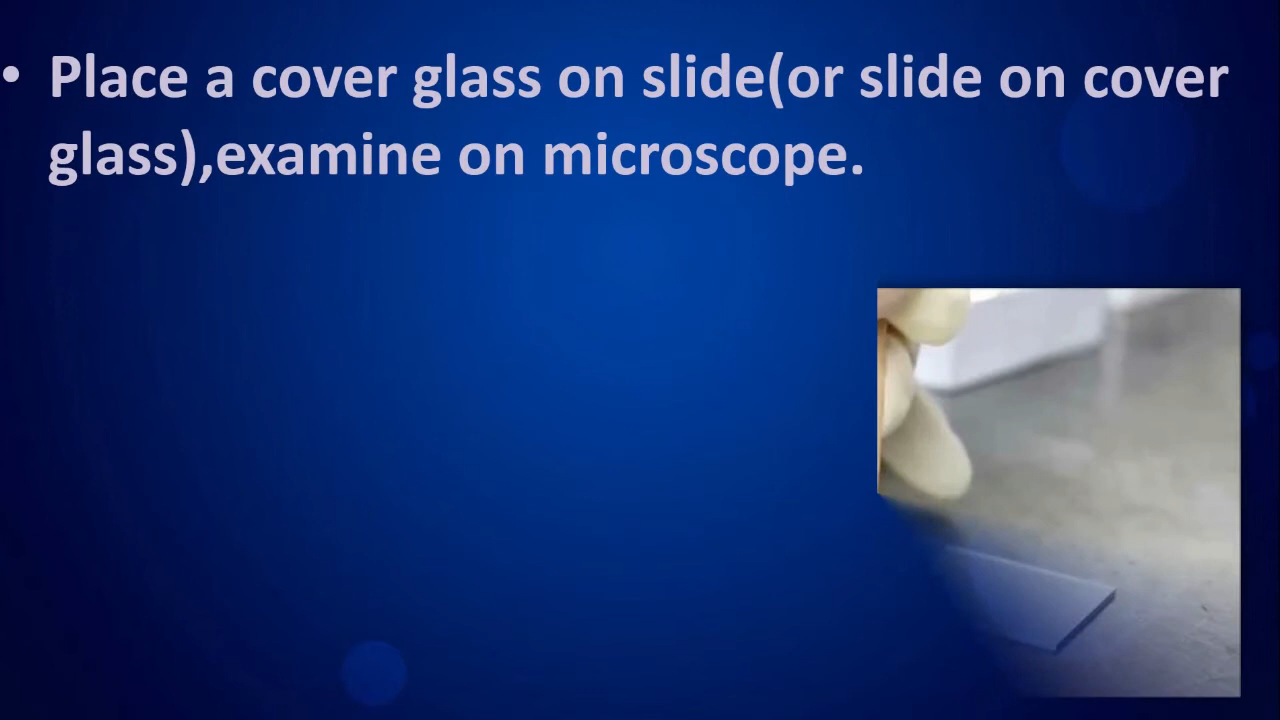 • Place a cover glass on slide(or slide on cover
glass),examine on microscope.